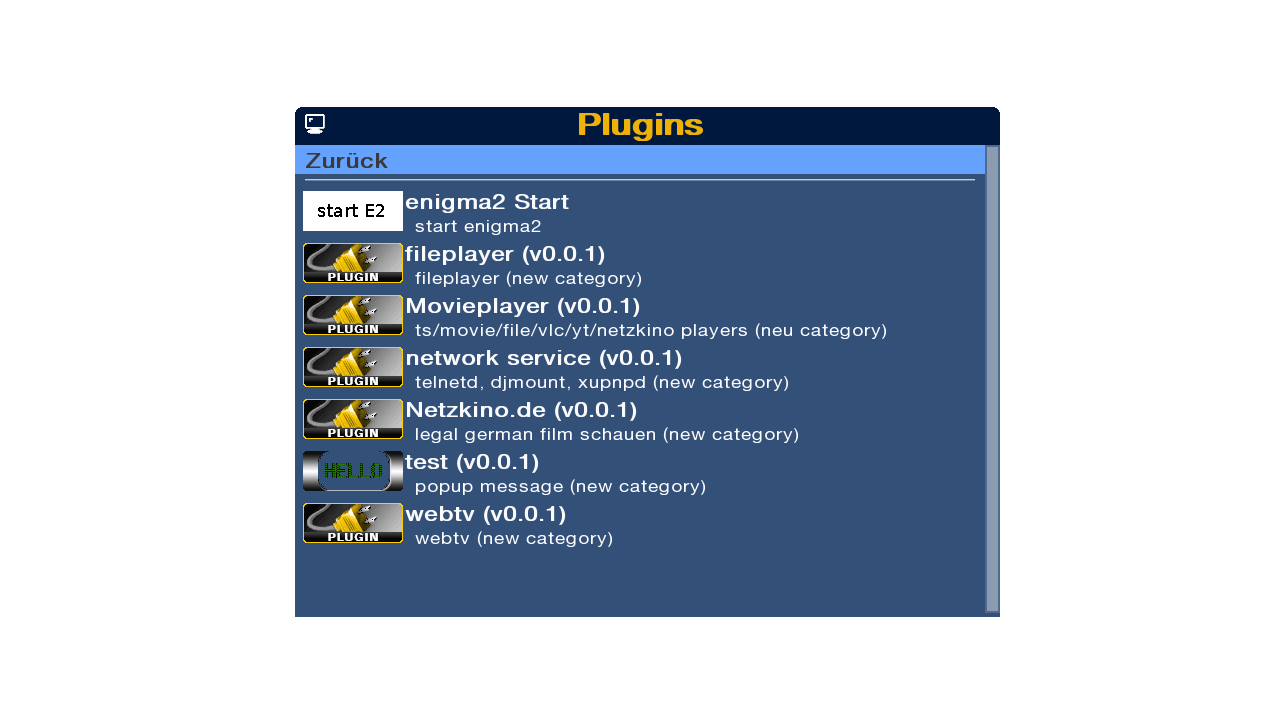 Plugins
Zurück
start E2
enigma2 Start
start enigma2
PLUGIN
fileplayer (v0.0.1)
fileplayer (new category)
PLUGIN
Movieplayer (v0.0.1)
ts/movie/file/vlc/yt/netzkino players (neu category)
PLUGIN
network service (v0.0.1)
telnetd, djmount, xupnpd (new category)
PLUGIN
Netzkino.de (v0.0.1)
legal german film schauen (new category)
HELLO
test (v0.0.1)
popup message (new category)
PLUGIN
webtv (v0.0.1)
webtv (new category)